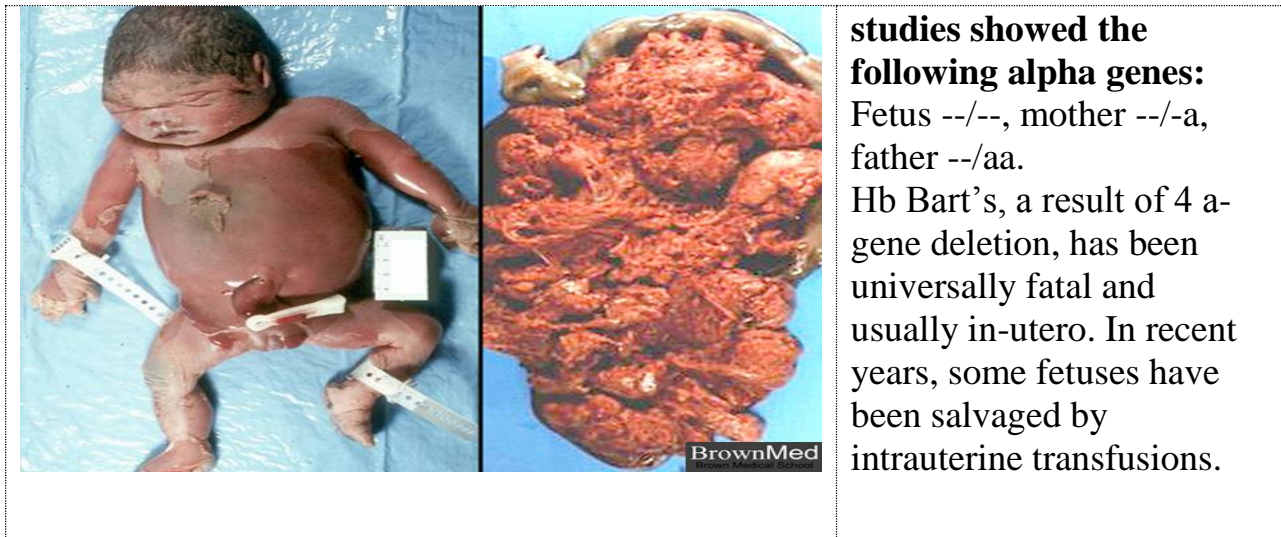 studies showed the
following alpha genes:
Fetus --/--, mother --/-a,
father --/aa.
Hb Bart’s, a result of 4 a-
gene deletion, has been
universally fatal and
usually in-utero. In recent
years, some fetuses have
been salvaged by
intrauterine transfusions.
BrownMed
Brown Medical School